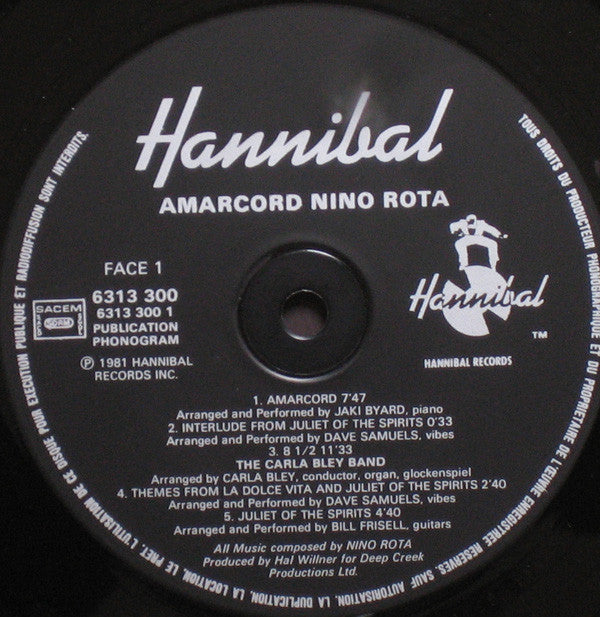 Hannibal
AMARCORD NINO ROTA
FACE 1
6313 300
6313 300 1
PUBLICATION
PHONOGRAM
SACEM
SACD SDRM SGDL
℗ 1981 HANNIBAL
RECORDS INC.
Hannibal
TM
HANNIBAL RECORDS
1. AMARCORD 7'47
Arranged and Performed by JAKI BYARD, piano
2. INTERLUDE FROM JULIET OF THE SPIRITS 0'33
Arranged and Performed by DAVE SAMUELS, vibes
3. 8 1/2 11'33
THE CARLA BLEY BAND
Arranged by CARLA BLEY, conductor, organ, glockenspiel
4. THEMES FROM LA DOLCE VITA AND JULIET OF THE SPIRITS 2'40
Arranged and Performed by DAVE SAMUELS, vibes
5. JULIET OF THE SPIRITS 4'40
Arranged and Performed by BILL FRISELL, guitars
All Music composed by NINO ROTA
Produced by Hal Willner for Deep Creek
Productions Ltd.
TOUS DROITS DU PRODUCTEUR PHONOGRAPHIQUE ET DU PROPRIETAIRE DE L'ŒUVRE ENREGISTREE RESERVES. SAUF AUTORISATION, LA DUPLICATION, LA LOCATION, LE PRET, L'UTILISATION DE CE DISQUE POUR EXECUTION PUBLIQUE ET RADIODIFFUSION SONT INTERDITS.